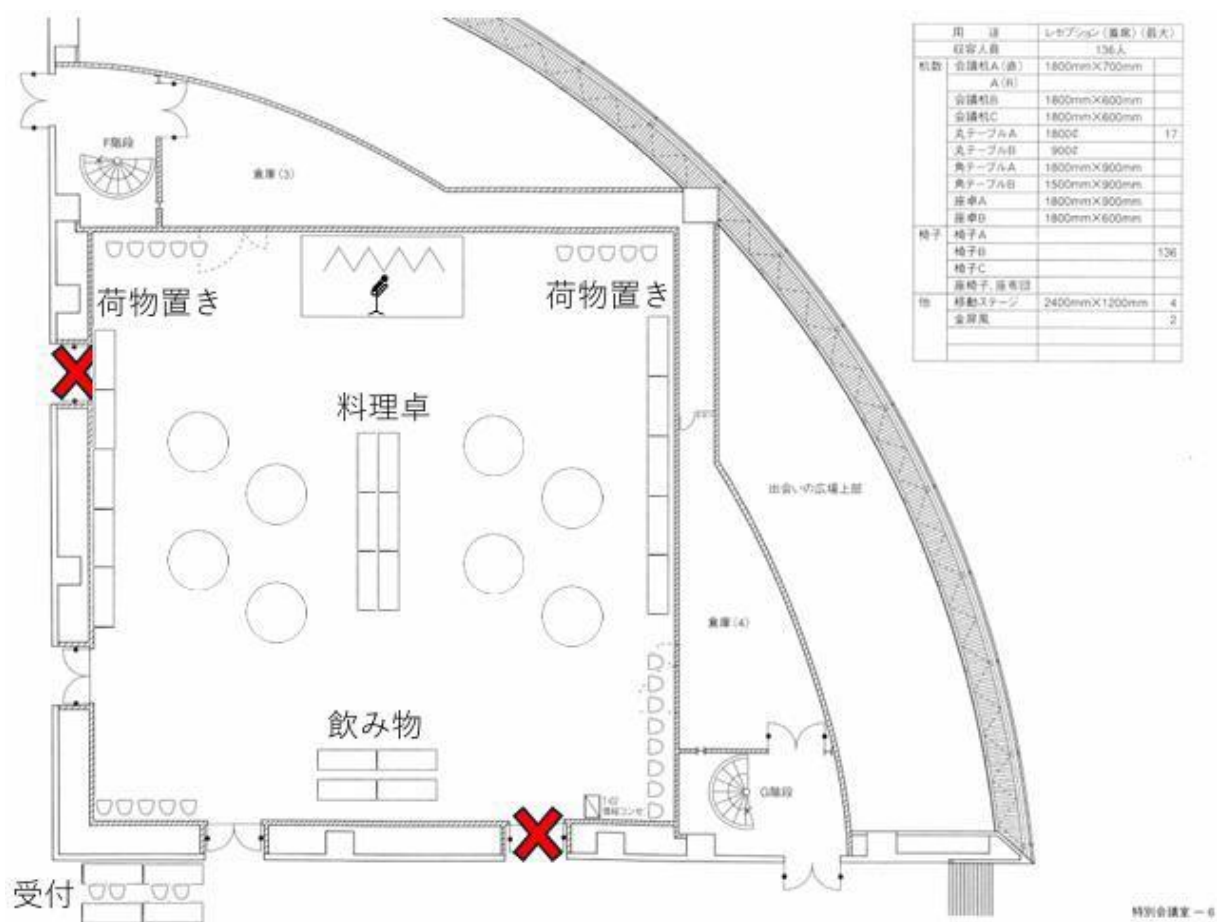 用 途 レセプション(着席)(最大)
収容人員 136人
机数 会議机A(直) 1800mm×700mm
A(R)
会議机B 1800mm×600mm
会議机C 1800mm×600mm
丸テーブルA 1800¢ 17
丸テーブルB 900¢
角テーブルA 1800mm×900mm
角テーブルB 1500mm×900mm
座卓A 1800mm×900mm
座卓B 1800mm×600mm
椅子 椅子A
椅子B 136
椅子C
座椅子、座布団
他 移動ステージ 2400mm×1200mm 4
金屏風 2
F階段
倉庫(3)
荷物置き
荷物置き
料理卓
出会いの広場上部
倉庫(4)
飲み物
G階段
受付
特別会議室-6